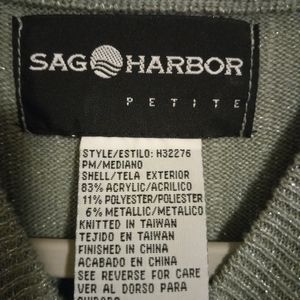 SAG HARBOR
PETITE
STYLE/ESTILO: H32276
PM/MEDIANO
SHELL/TELA EXTERIOR
83% ACRYLIC/ACRILICO
11% POLYESTER/POLIESTER
6% METALLIC/METALICO
KNITTED IN TAIWAN
TEJIDO EN TAIWAN
FINISHED IN CHINA
ACABADO EN CHINA
SEE REVERSE FOR CARE
VER AL DORSO PARA